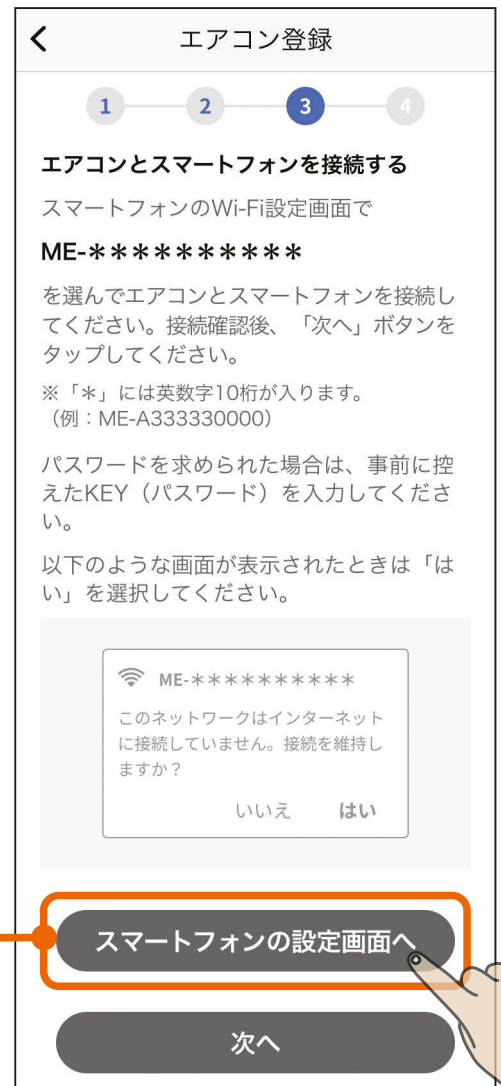 エアコン登録
1 2 3 4
エアコンとスマートフォンを接続する
スマートフォンのWi-Fi設定画面で
ME-**********
を選んでエアコンとスマートフォンを接続し
てください。接続確認後、「次へ」ボタンを
タップしてください。
※「*」には英数字10桁が入ります。
（例：ME-A333330000）
パスワードを求められた場合は、事前に控
えたKEY（パスワード）を入力してくださ
い。
以下のような画面が表示されたときは「は
い」を選択してください。
ME-**********
このネットワークはインターネット
に接続していません。接続を維持し
ますか？
いいえ はい
スマートフォンの設定画面へ
次へ